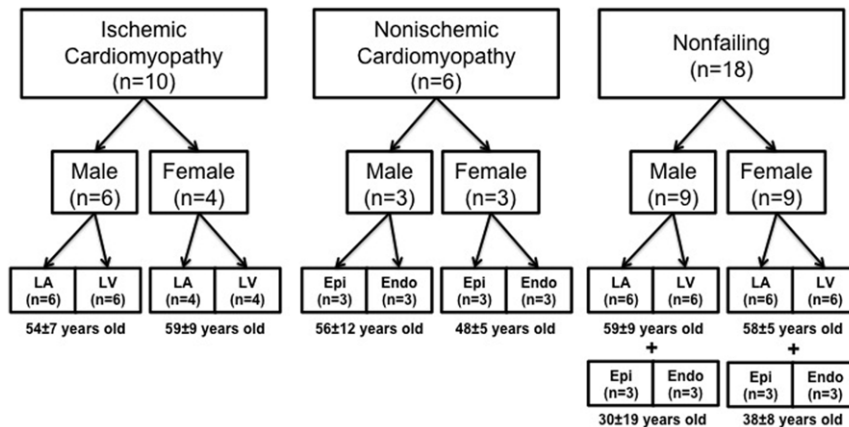 Ischemic
Cardiomyopathy
(n=10)
Nonischemic
Cardiomyopathy
(n=6)
Nonfailing
(n=18)
Male
(n=6)
Female
(n=4)
Male
(n=3)
Female
(n=3)
Male
(n=9)
Female
(n=9)
LA
(n=6)
LV
(n=6)
LA
(n=4)
LV
(n=4)
Epi
(n=3)
Endo
(n=3)
Epi
(n=3)
Endo
(n=3)
LA
(n=6)
LV
(n=6)
LA
(n=6)
LV
(n=6)
54±7 years old
59±9 years old
56±12 years old
48±5 years old
59±9 years old
58±5 years old
+
+
Epi
(n=3)
Endo
(n=3)
Epi
(n=3)
Endo
(n=3)
30±19 years old
38±8 years old